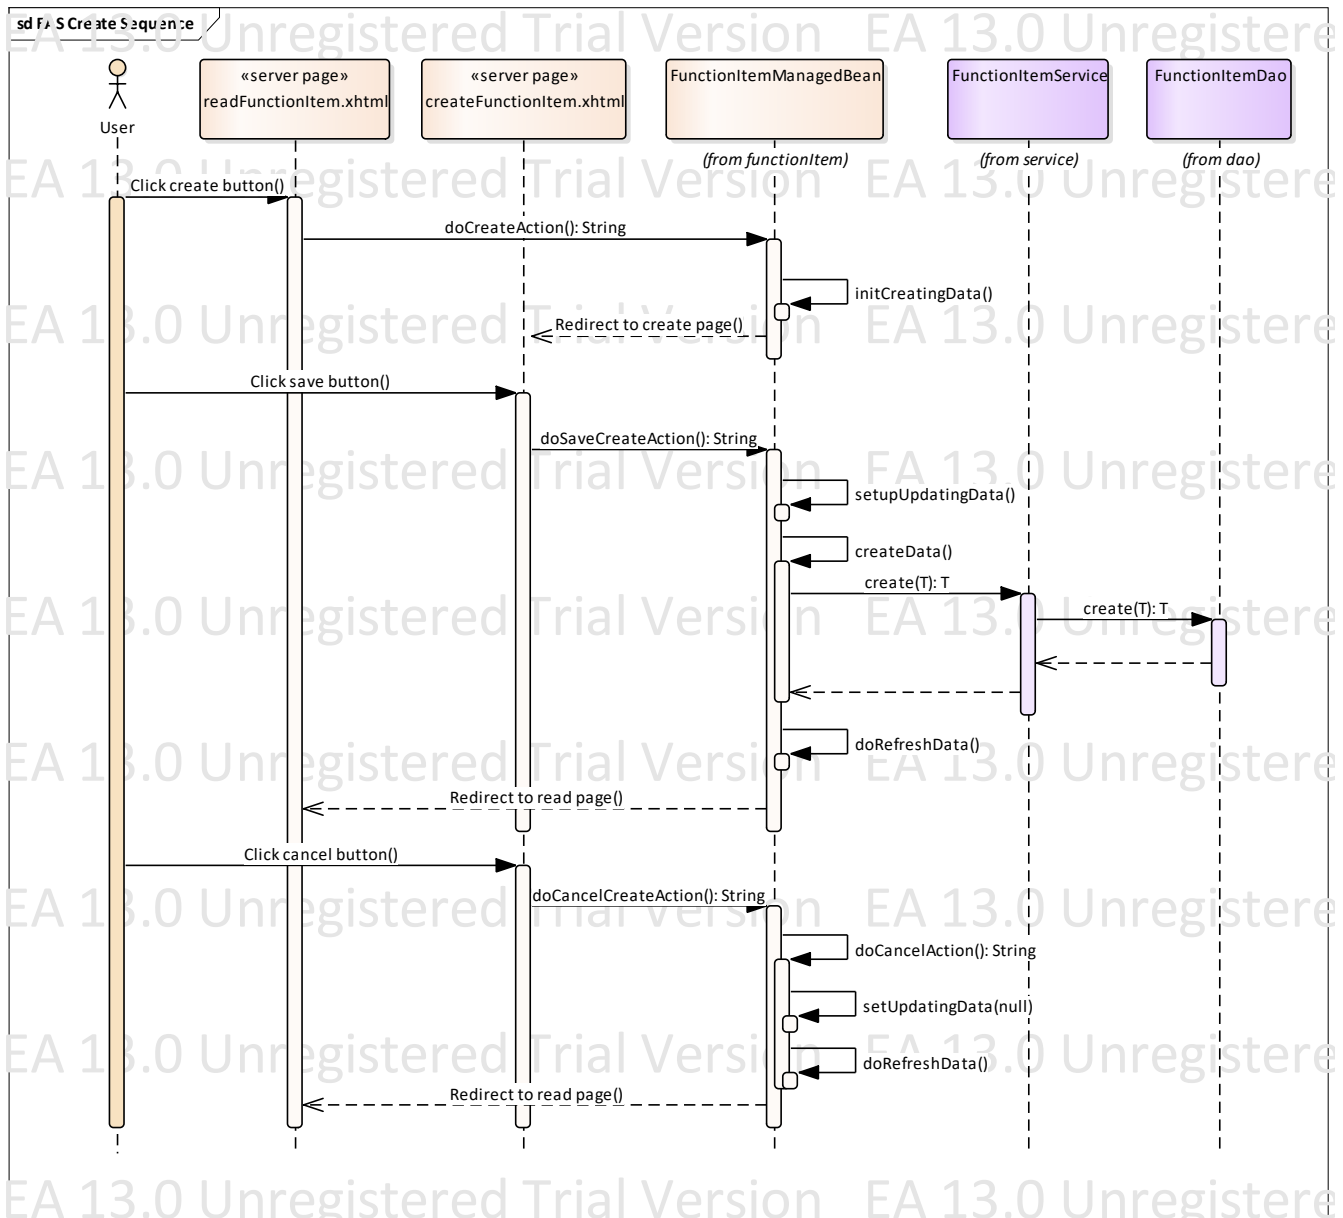 sd FAS Create Sequence
EA 13.0 Unregistered Trial Version EA 13.0 Unregistered
«server page»
readFunctionItem.xhtml
«server page»
createFunctionItem.xhtml
FunctionItemManagedBean
FunctionItemService
FunctionItemDao
User
(from functionItem)
(from service)
(from dao)
EA 13.0 Unregistered Trial Version EA 13.0 Unregistered
Click create button()
doCreateAction(): String
initCreatingData()
EA 13.0 Unregistered Trial Version EA 13.0 Unregistered
Redirect to create page()
Click save button()
doSaveCreateAction(): String
EA 13.0 Unregistered Trial Version EA 13.0 Unregistered
setupUpdatingData()
createData()
create(T): T
create(T): T
EA 13.0 Unregistered Trial Version EA 13.0 Unregistered
doRefreshData()
EA 13.0 Unregistered Trial Version EA 13.0 Unregistered
Redirect to read page()
Click cancel button()
doCancelCreateAction(): String
EA 13.0 Unregistered Trial Version EA 13.0 Unregistered
doCancelAction(): String
setUpdatingData(null)
doRefreshData()
EA 13.0 Unregistered Trial Version EA 13.0 Unregistered
Redirect to read page()
EA 13.0 Unregistered Trial Version EA 13.0 Unregistered